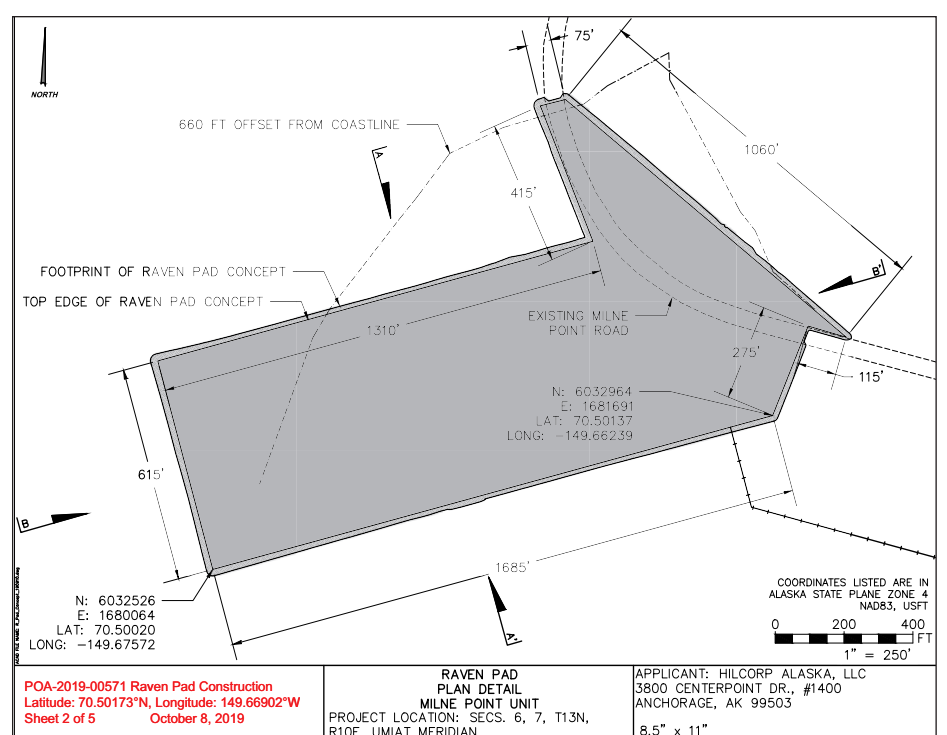 75'
NORTH
660 FT OFFSET FROM COASTLINE
A
1060'
415'
FOOTPRINT OF RAVEN PAD CONCEPT
B'
TOP EDGE OF RAVEN PAD CONCEPT
EXISTING MILNE
POINT ROAD
1310'
275'
115'
N: 6032964
E: 1681691
LAT: 70.50137
LONG: -149.66239
615'
B
1685'
N: 6032526
E: 1680064
LAT: 70.50020
LONG: -149.67572
A'
COORDINATES LISTED ARE IN
ALASKA STATE PLANE ZONE 4
NAD83, USFT
0 200 400
FT
1" = 250'
POA-2019-00571 Raven Pad Construction
Latitude: 70.50173°N, Longitude: 149.66902°W
Sheet 2 of 5 October 8, 2019
RAVEN PAD
PLAN DETAIL
MILNE POINT UNIT
PROJECT LOCATION: SECS. 6, 7, T13N,
R10E, UMIAT MERIDIAN
APPLICANT: HILCORP ALASKA, LLC
3800 CENTERPOINT DR., #1400
ANCHORAGE, AK 99503
8.5" x 11"